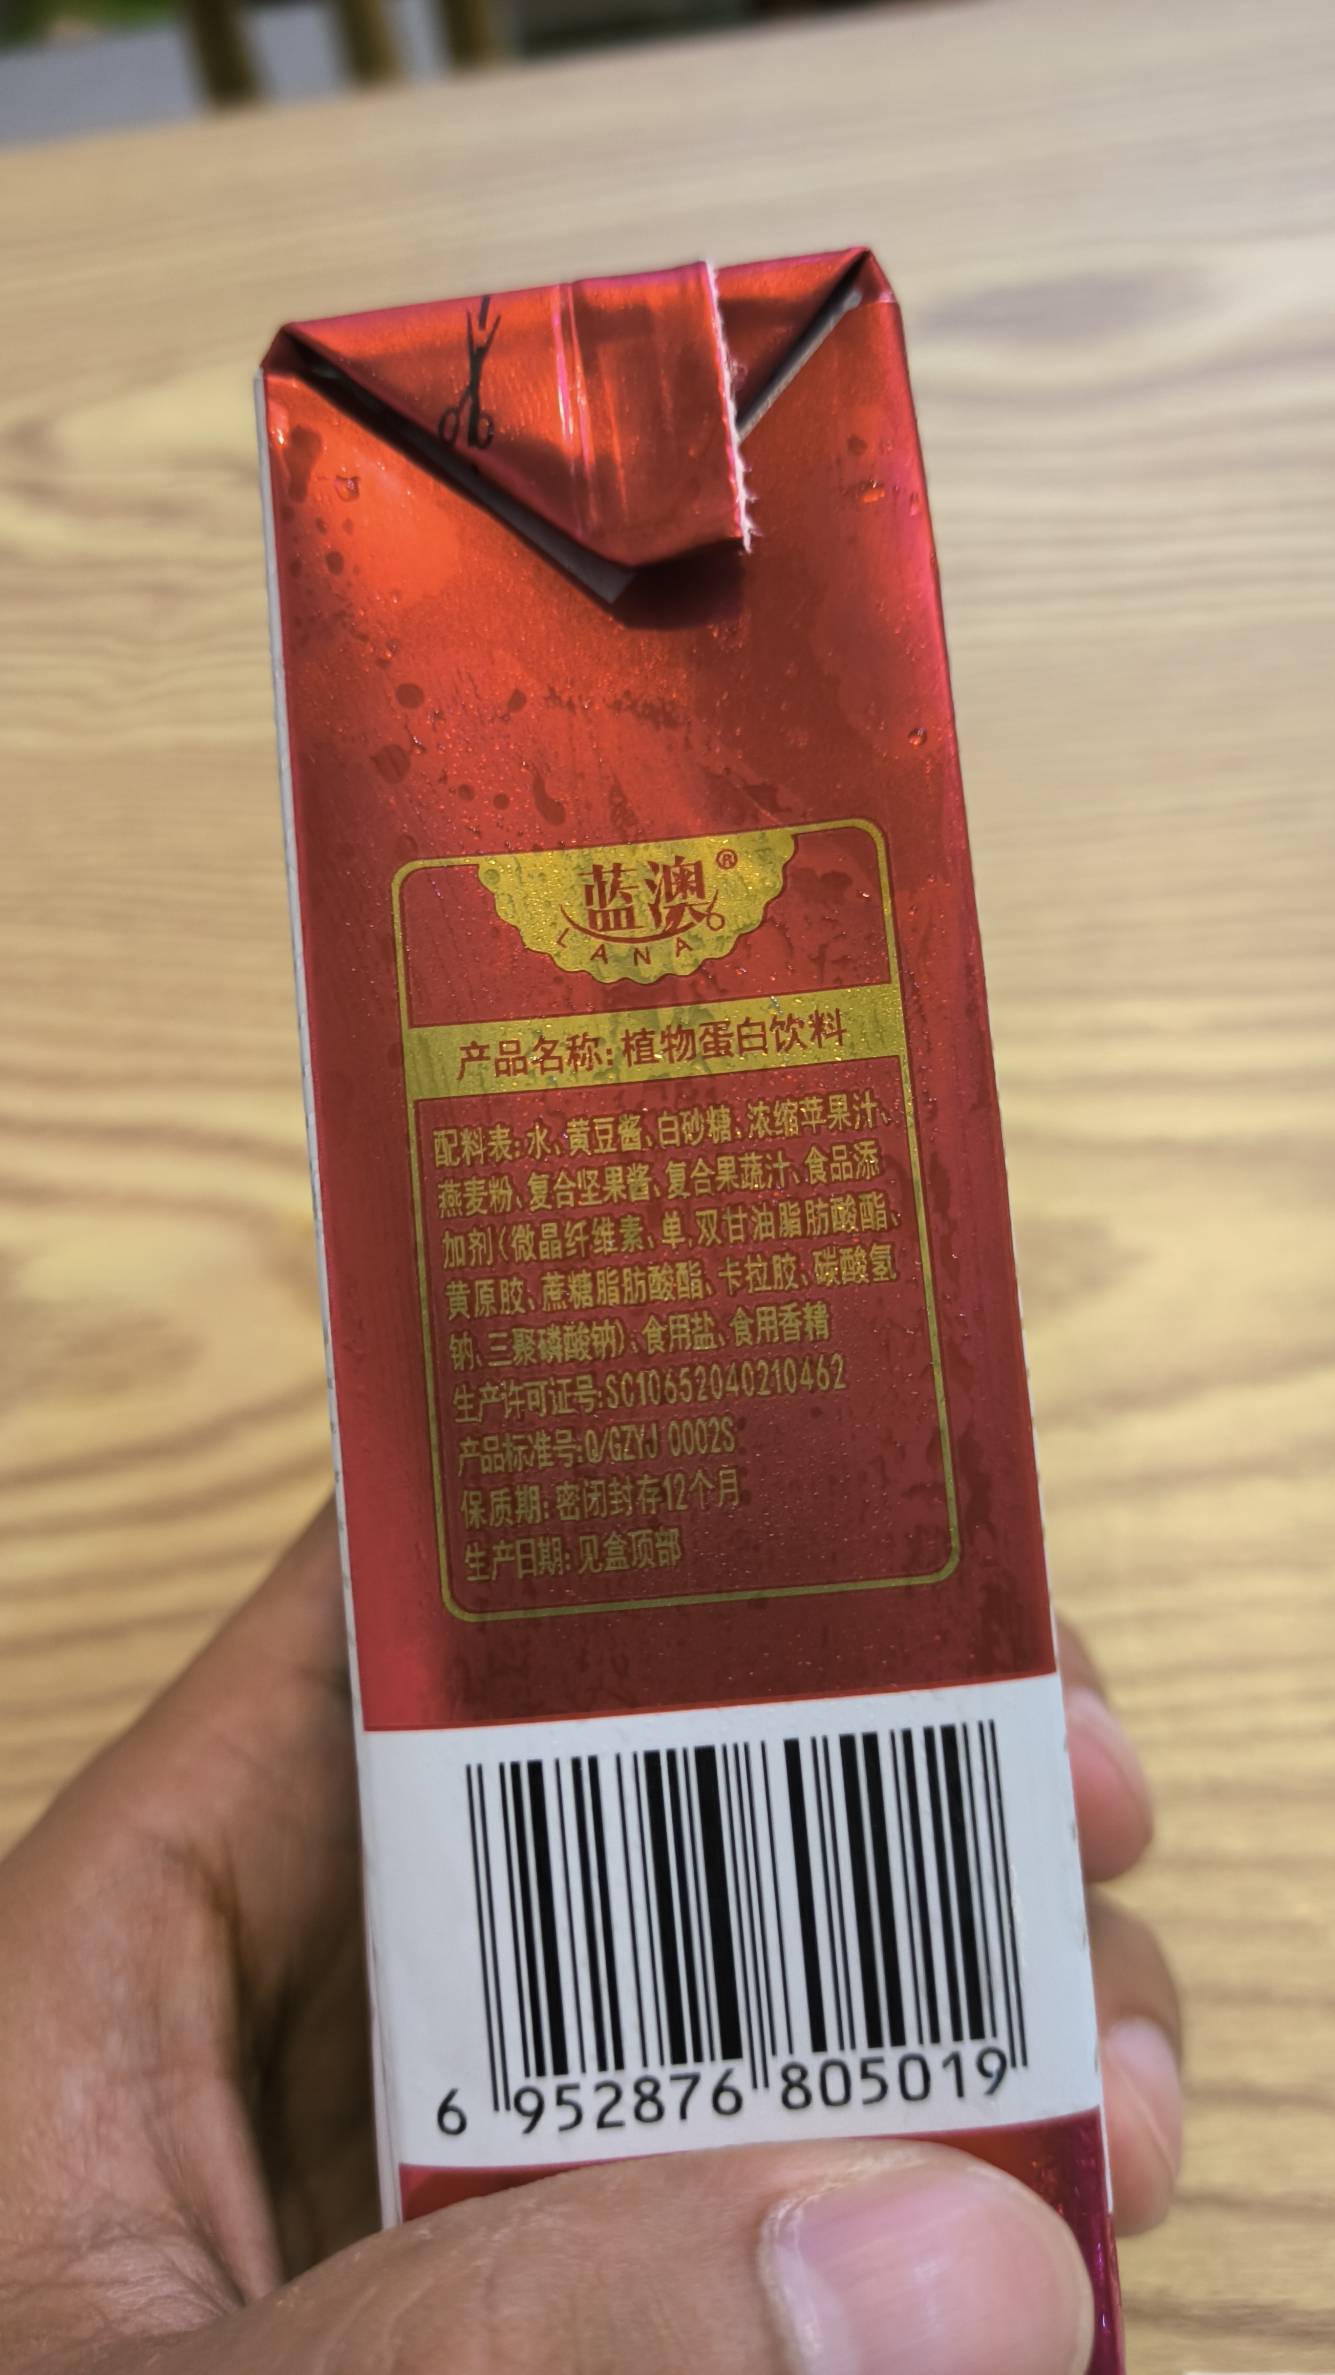 蓝澳®
LANAO
产品名称:植物蛋白饮料
配料表:水、黄豆酱、白砂糖、浓缩苹果汁、
燕麦粉、复合坚果酱、复合果蔬汁、食品添
加剂(微晶纤维素、单,双甘油脂肪酸酯、
黄原胶、蔗糖脂肪酸酯、卡拉胶、碳酸氢
钠、三聚磷酸钠)、食用盐、食用香精
生产许可证号:SC10652040210462
产品标准号:Q/GZYJ 0002S
保质期:密闭封存12个月
生产日期:见盒顶部
6 952876 805019